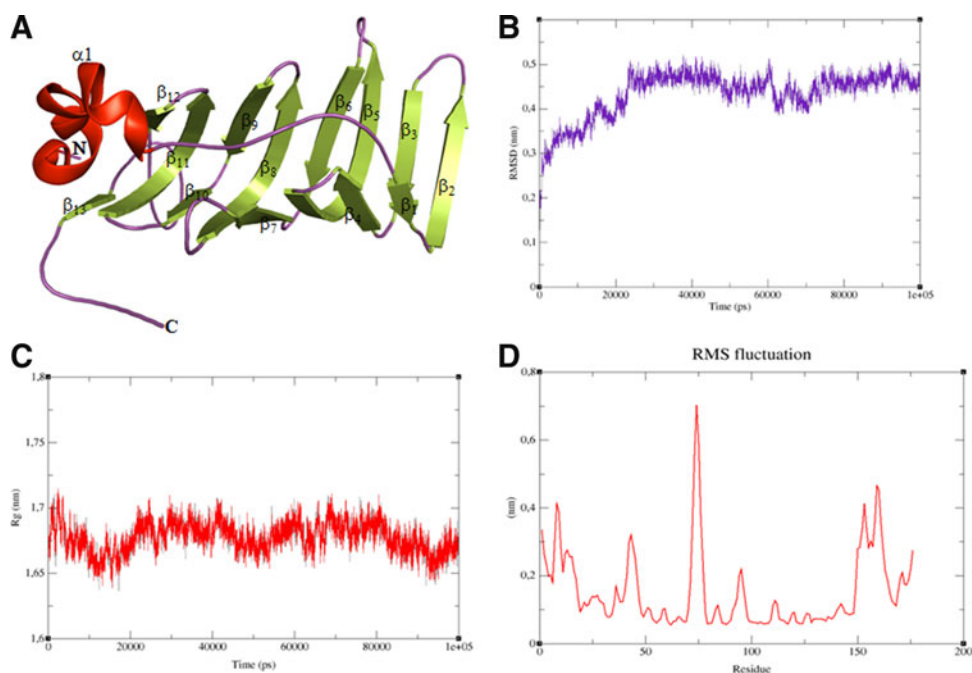 A
α1
β12
N
β11
β13
β10
β9
β8
β7
β6
β5
β4
β3
β1
β2
C
B
0,5
0,4
0,3
0,2
0,1
0
RMSD (nm)
0
20000
40000
60000
80000
1e+05
Time (ps)
C
1,8
1,75
1,7
1,65
1,6
Rg (nm)
0
20000
40000
60000
80000
1e+05
Time (ps)
D
RMS fluctuation
0,8
0,6
0,4
0,2
0
(nm)
0
50
100
150
200
Residue